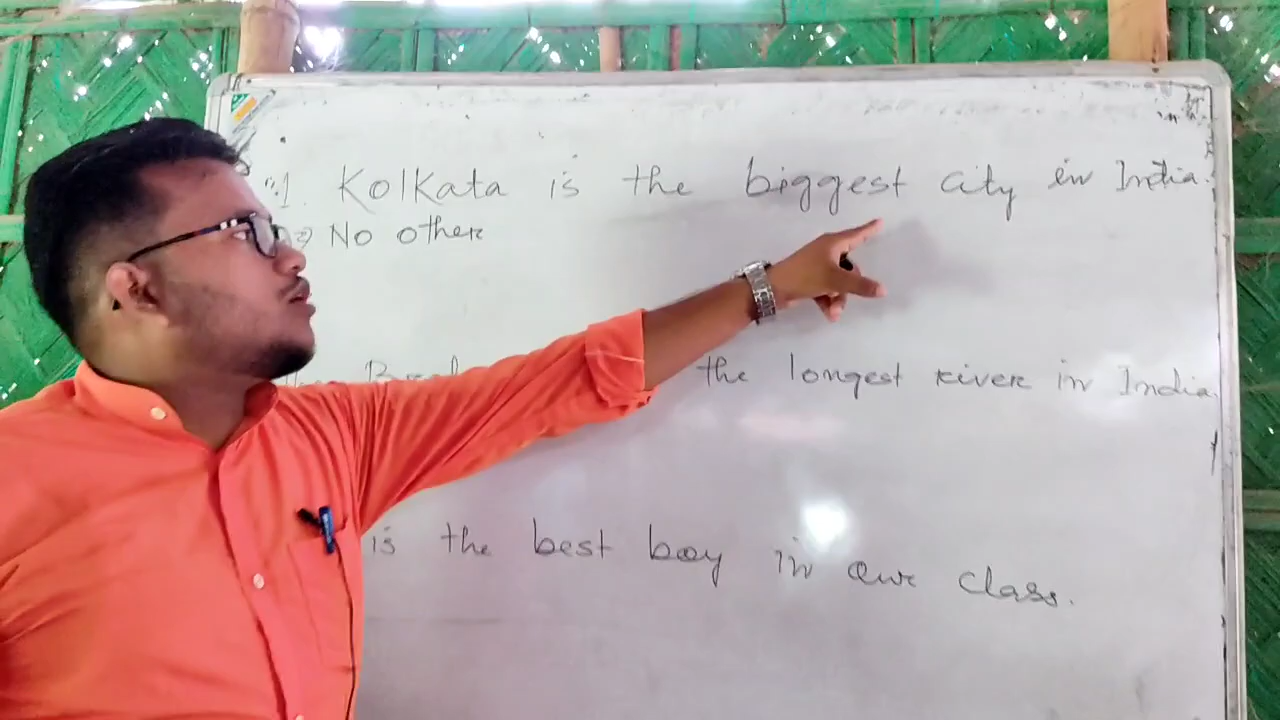 1. Kolkata is the biggest city in India.
⇒ No other
the longest river in India.
is the best boy in our class.